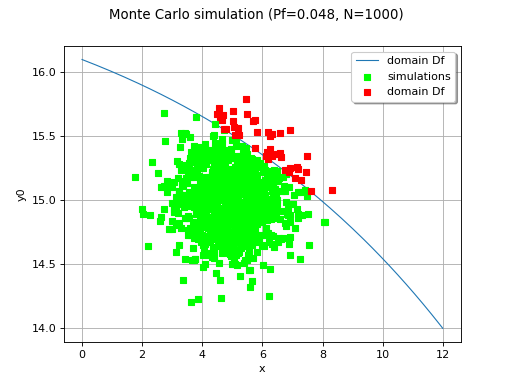 Monte Carlo simulation (Pf=0.048, N=1000)
domain Df
simulations
domain Df
16.0
15.5
15.0
14.5
14.0
y0
0 2 4 6 8 10 12
x